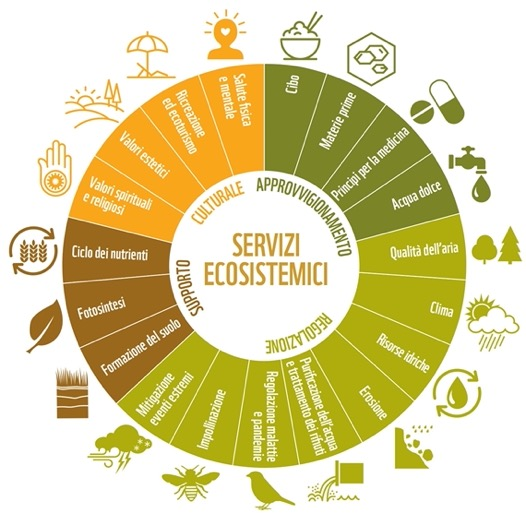 SERVIZI
ECOSISTEMICI
APPROVVIGIONAMENTO
Cibo
Materie prime
Principi per la medicina
Acqua dolce
REGOLAZIONE
Qualità dell'aria
Clima
Risorse idriche
Erosione
Purificazione dell'acqua
e trattamento dei rifiuti
Regolazione malattie
e pandemie
Impollinazione
Mitigazione
eventi estremi
SUPPORTO
Formazione del suolo
Fotosintesi
Ciclo dei nutrienti
CULTURALE
Valori spirituali
e religiosi
Valori estetici
Ricreazione
ed ecoturismo
Salute fisica
e mentale